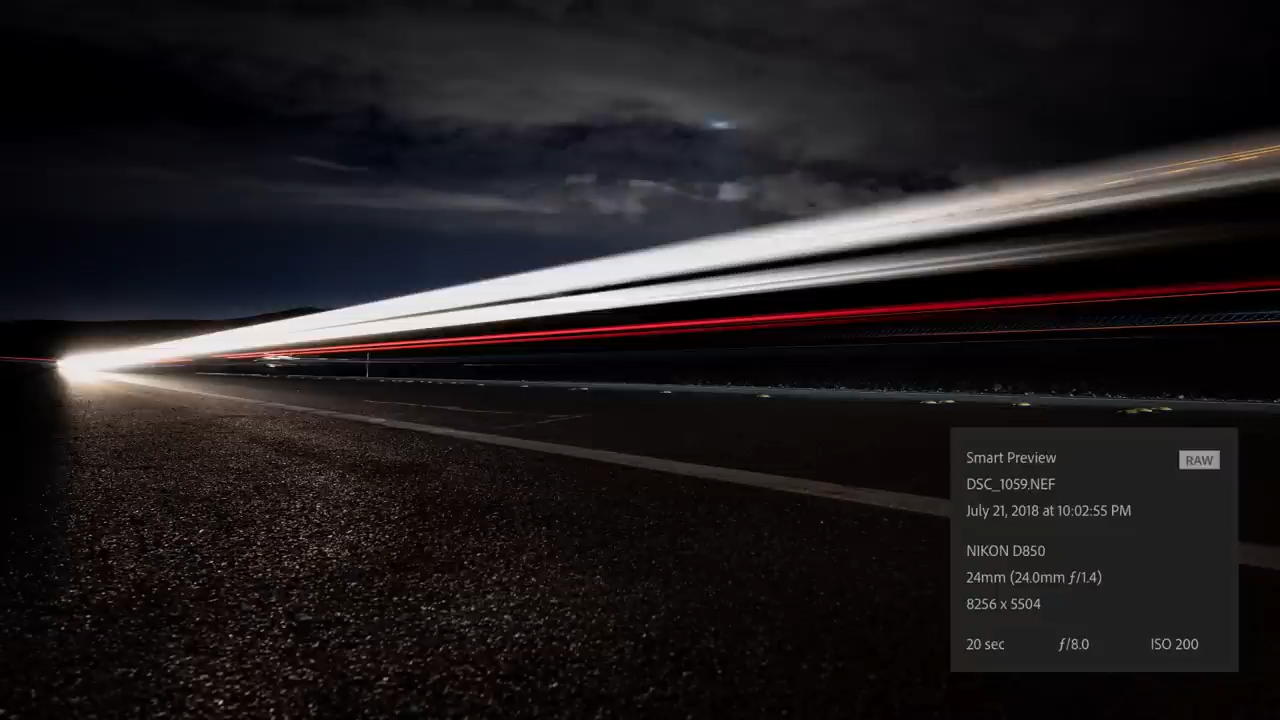 Smart Preview RAW
DSC_1059.NEF
July 21, 2018 at 10:02:55 PM
NIKON D850
24mm (24.0mm ƒ/1.4)
8256 x 5504
20 sec ƒ/8.0 ISO 200